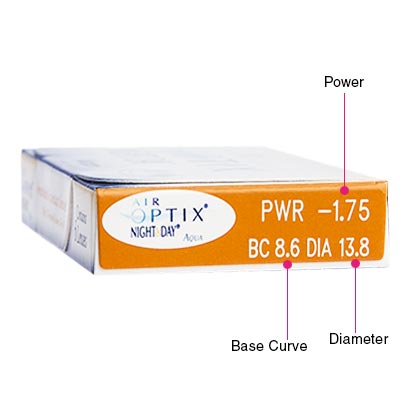 Power
AIR
OPTIX®
NIGHT&DAY®
AQUA
PWR -1.75
BC 8.6 DIA 13.8
Base Curve
Diameter